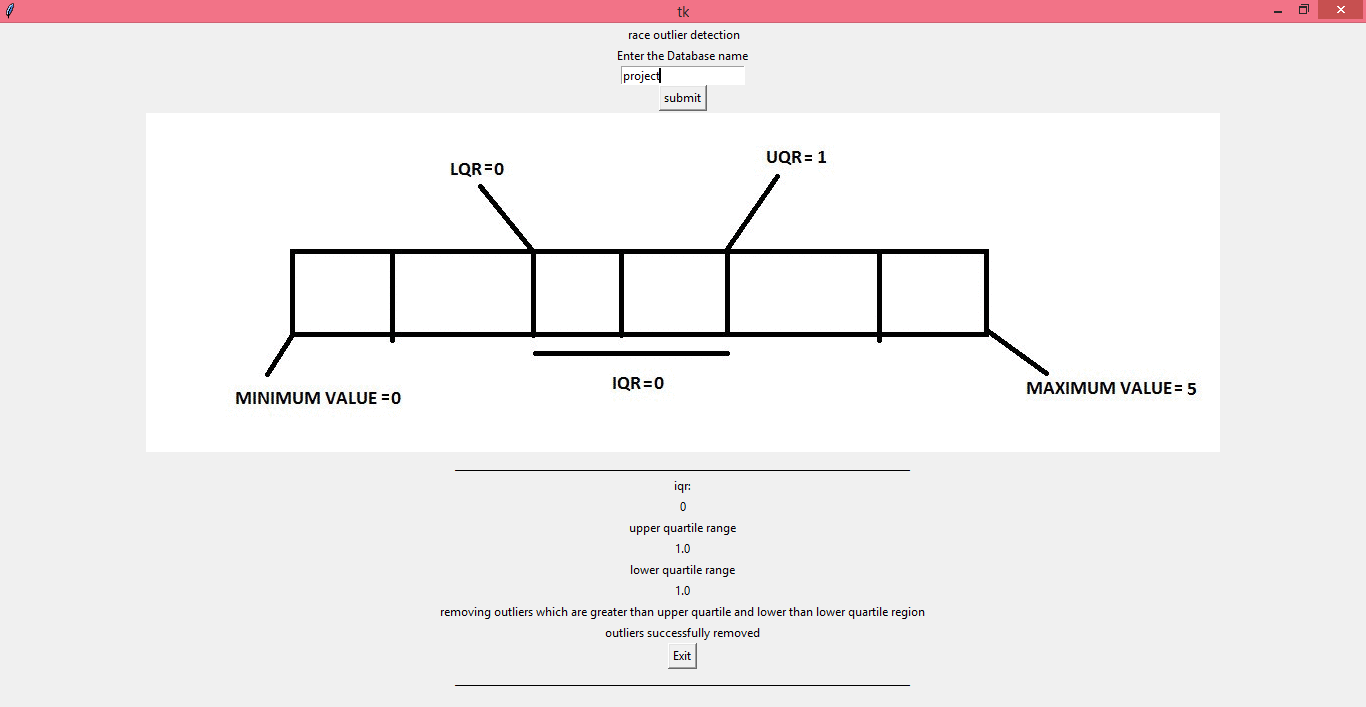 tk
race outlier detection
Enter the Database name
project
submit
LQR=0
UQR= 1
IQR=0
MINIMUM VALUE =0
MAXIMUM VALUE= 5
iqr:
0
upper quartile range
1.0
lower quartile range
1.0
removing outliers which are greater than upper quartile and lower than lower quartile region
outliers successfully removed
Exit